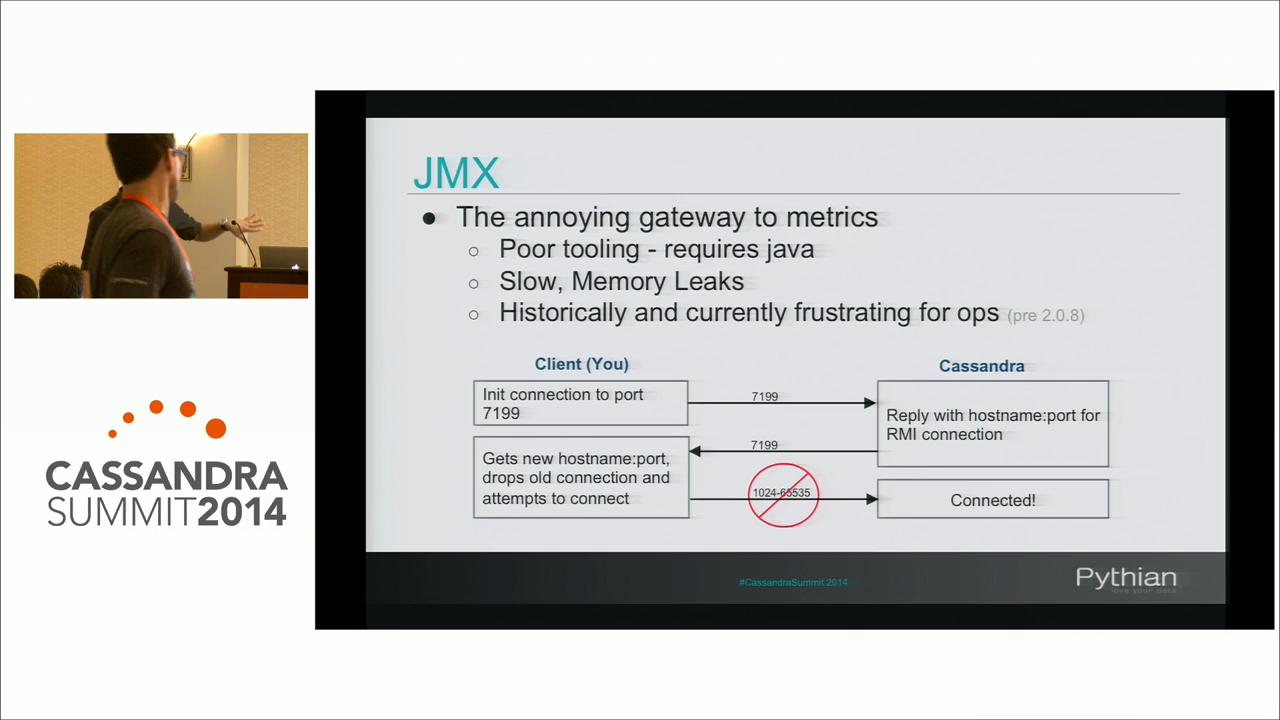 JMX
● The annoying gateway to metrics
○ Poor tooling - requires java
○ Slow, Memory Leaks
○ Historically and currently frustrating for ops (pre 2.0.8)
Client (You)
Cassandra
Init connection to port
7199
7199
Reply with hostname:port for
RMI connection
7199
Gets new hostname:port,
drops old connection and
attempts to connect
1024-65535
Connected!
#CassandraSummit 2014
Pythian
love your data
CASSANDRA
SUMMIT2014